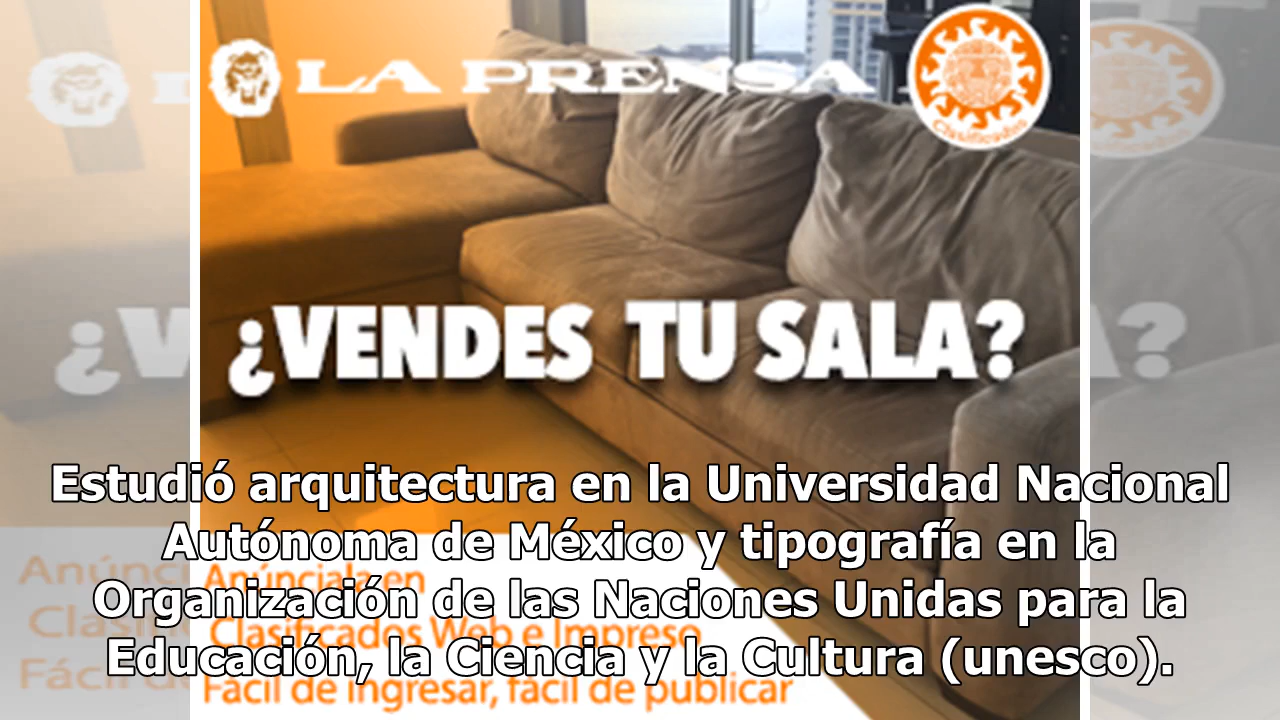 LA PRENSA
Clasificados
¿VENDES TU SALA?
Estudió arquitectura en la Universidad Nacional
Autónoma de México y tipografía en la
Organización de las Naciones Unidas para la
Educación, la Ciencia y la Cultura (unesco).
Anúnciala en
Clasificados Web e Impreso
Fácil de ingresar, fácil de publicar